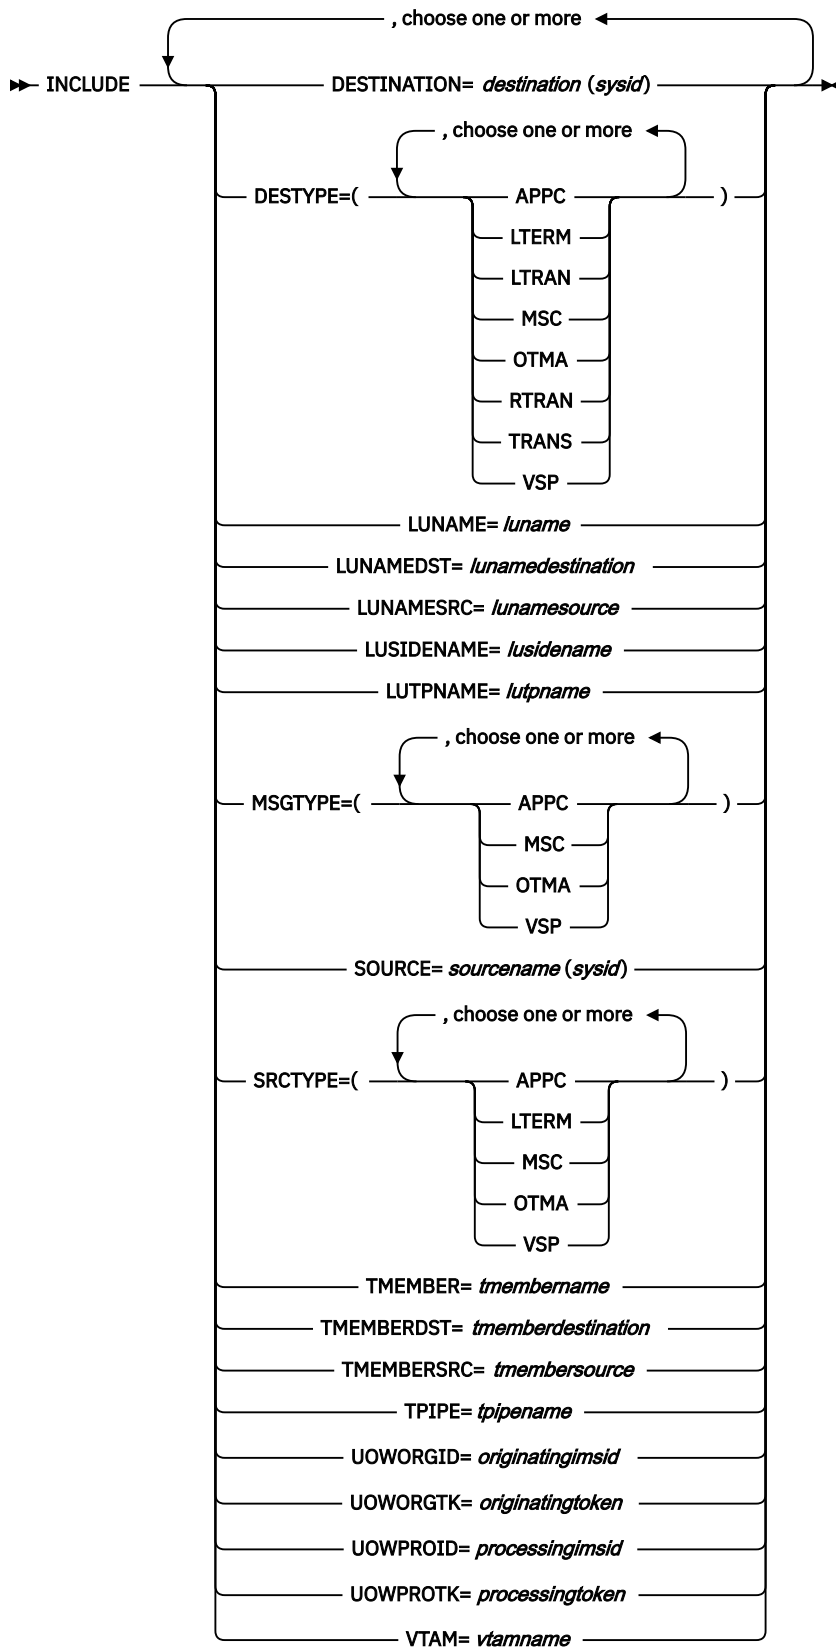 , choose one or more
INCLUDE DESTINATION= destination (sysid)
, choose one or more
DESTYPE=( APPC )
LTERM
LTRAN
MSC
OTMA
RTRAN
TRANS
VSP
LUNAME= luname
LUNAMEDST= lunamedestination
LUNAMESRC= lunamesource
LUSIDENAME= lusidename
LUTPNAME= lutpname
, choose one or more
MSGTYPE=( APPC )
MSC
OTMA
VSP
SOURCE= sourcename (sysid)
, choose one or more
SRCTYPE=( APPC )
LTERM
MSC
OTMA
VSP
TMEMBER= tmembername
TMEMBERDST= tmemberdestination
TMEMBERSRC= tmembersource
TPIPE= tpipename
UOWORGID= originatingimsid
UOWORGTK= originatingtoken
UOWPROID= processingimsid
UOWPROTK= processingtoken
VTAM= vtamname